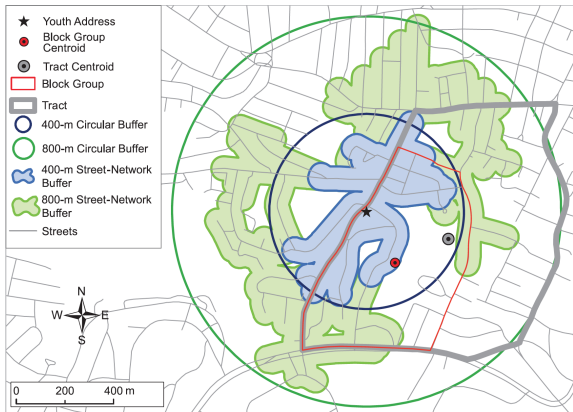 Youth Address
Block Group
Centroid
Tract Centroid
Block Group
Tract
400-m Circular Buffer
800-m Circular Buffer
400-m Street-Network
Buffer
800-m Street-Network
Buffer
Streets
N
W E
S
0 200 400 m